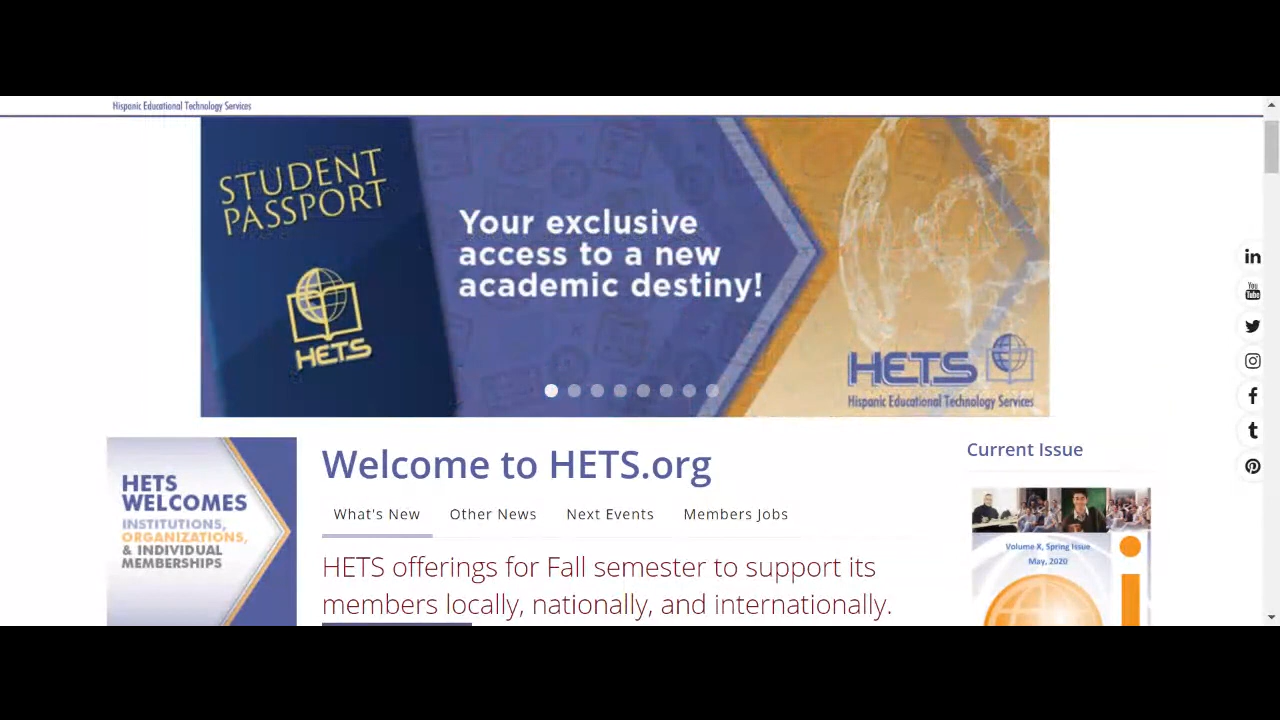 Hispanic Educational Technology Services
STUDENT
PASSPORT
HETS
Your exclusive
access to a new
academic destiny!
HETS
Hispanic Educational Technology Services
in
You
Tube
f
t
HETS
WELCOMES
INSTITUTIONS,
ORGANIZATIONS,
& INDIVIDUAL
MEMBERSHIPS
Welcome to HETS.org
What's New
Other News
Next Events
Members Jobs
HETS offerings for Fall semester to support its
members locally, nationally, and internationally.
Current Issue
Volume X, Spring Issue
May, 2020